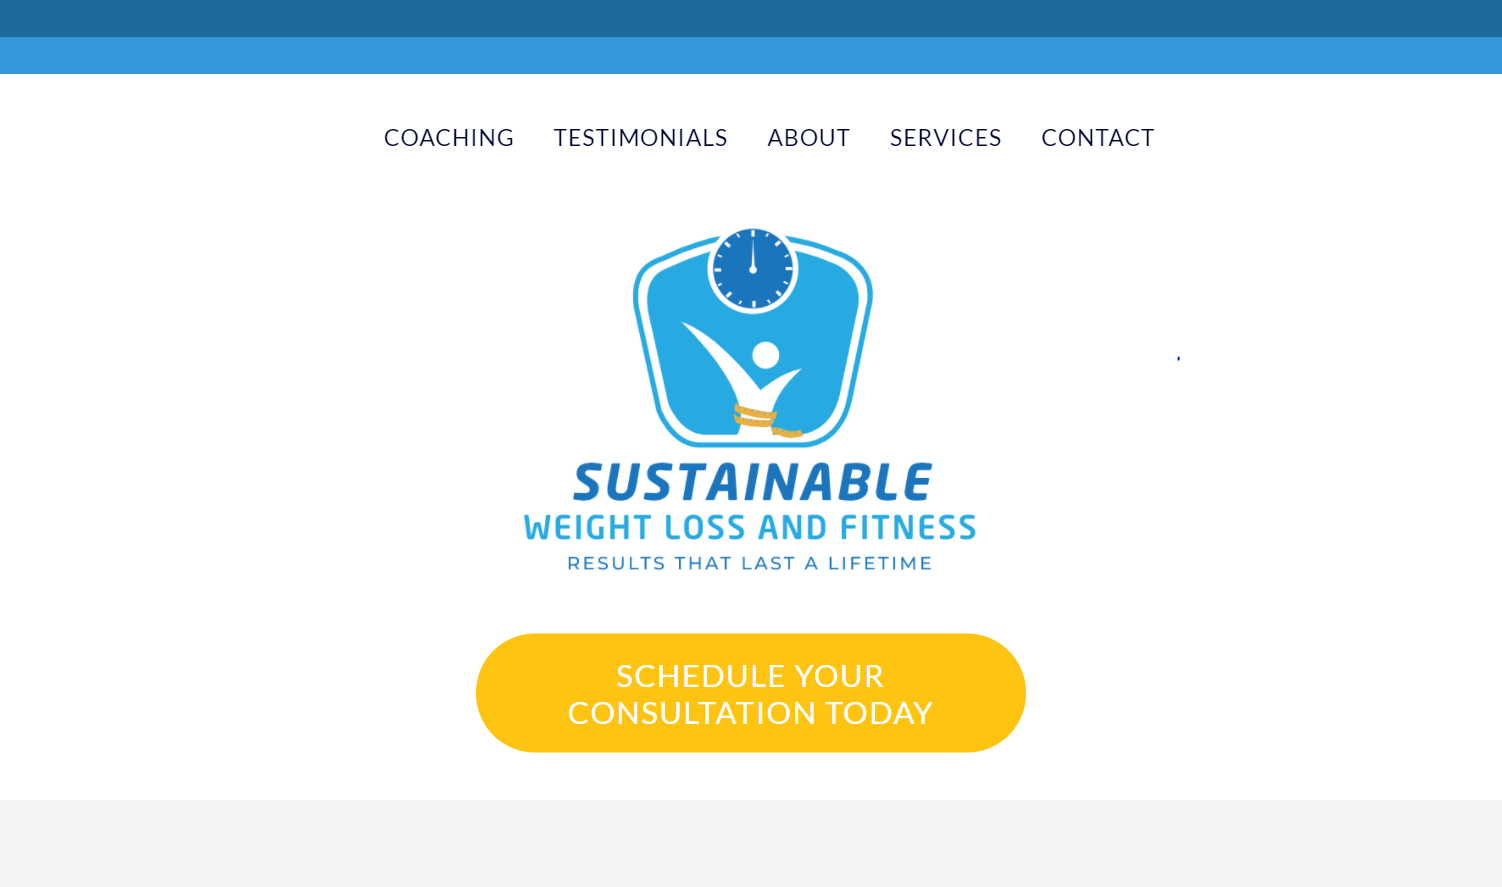 COACHING TESTIMONIALS ABOUT SERVICES CONTACT
SUSTAINABLE
WEIGHT LOSS AND FITNESS
RESULTS THAT LAST A LIFETIME
SCHEDULE YOUR
CONSULTATION TODAY